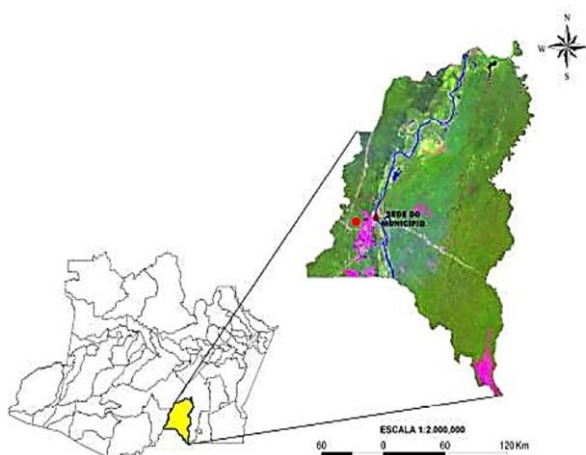 N
W
S
SEDE DO
MUNICÍPIO
ESCALA 1:2.000,000
60 0 60 120 Km